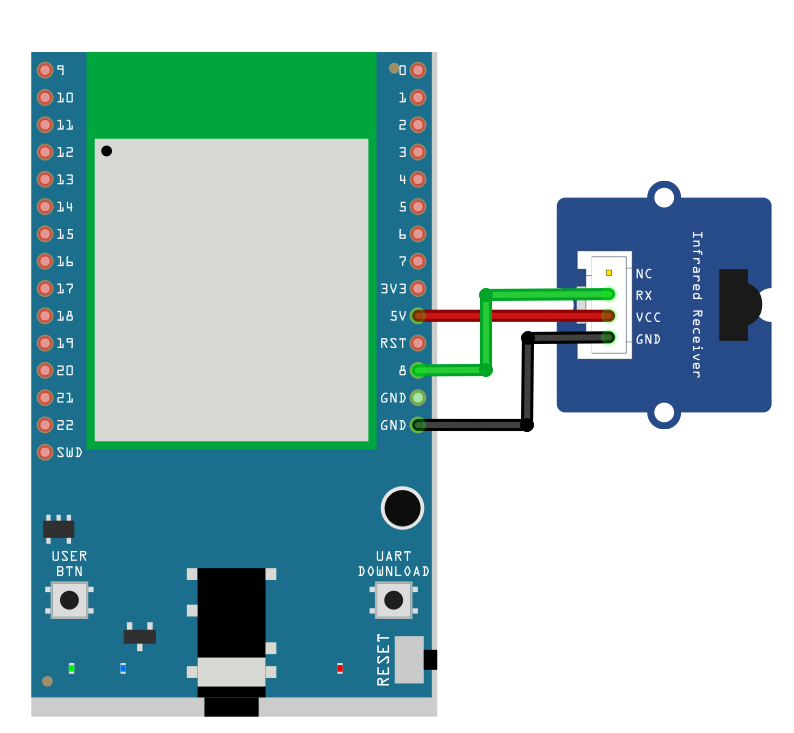 9
10
11
12
13
14
15
16
17
18
19
20
21
22
SWD
0
1
2
3
4
5
6
7
3V3
5V
RST
8
GND
GND
USER
BTN
UART
DOWNLOAD
RESET
NC
RX
VCC
GND
Infrared Receiver